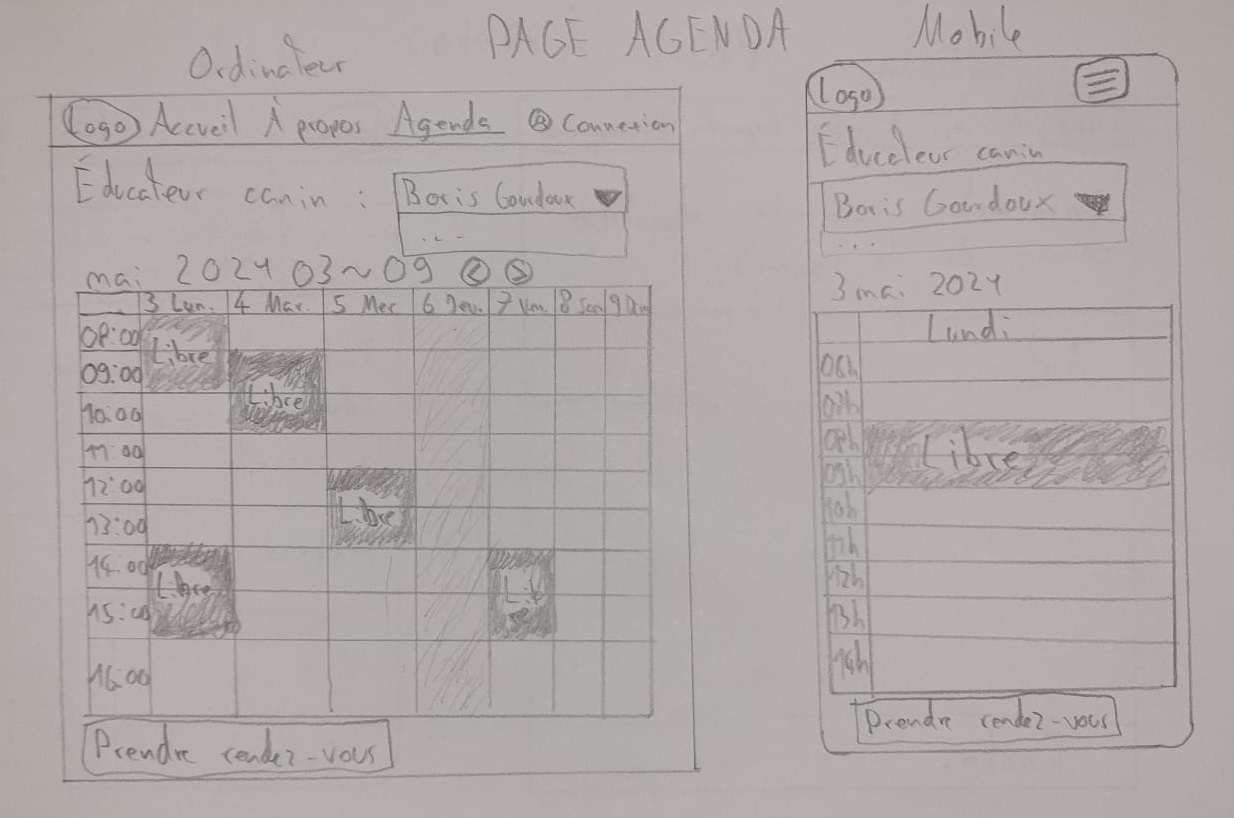 PAGE AGENDA
Ordinateur
Logo Accueil À propos Agenda Connexion
Éducateur canin :
Boris Gourdoux
...
mai 2021 03~09 < >
3 Lun. 4 Mar. 5 Mer 6 Jeu. 7 Ven. 8 Sam 9 Dim
08:00
Libre
09:00
Libre
10:00
11:00
12:00
13:00
Libre
14:00
Libre
Lib
re
15:00
16:00
Prendre rendez-vous
Mobile
Logo
Éducateur canin
Boris Gourdoux
...
3 mai 2021
Lundi
06h
07h
08h
Libre
09h
10h
11h
12h
13h
14h
Prendre rendez-vous